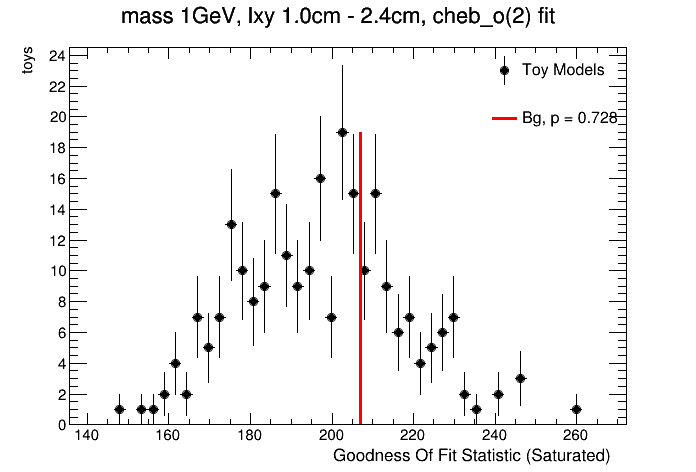 mass 1GeV, lxy 1.0cm - 2.4cm, cheb_o(2) fit
toys
24
22
20
18
16
14
12
10
8
6
4
2
0
Toy Models
Bg, p = 0.728
140 160 180 200 220 240 260
Goodness Of Fit Statistic (Saturated)